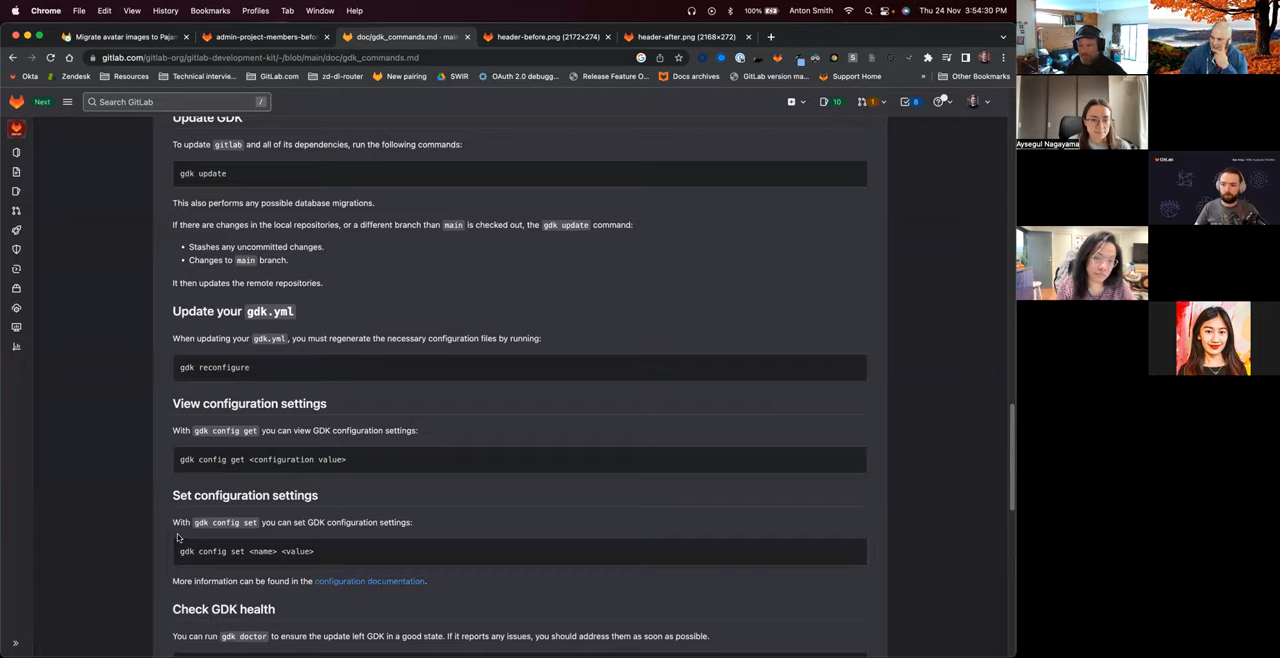 Chrome File Edit View History Bookmarks Profiles Tab Window Help 100% Anton Smith Thu 24 Nov 3:54:30 PM
Migrate avatar images to Paja
admin-project-members-befo
doc/gdk_commands.md · main
header-before.png (2172×274)
header-after.png (2168×272)
gitlab.com/gitlab-org/gitlab-development-kit/-/blob/main/doc/gdk_commands.md
Okta Zendesk Resources Technical intervie... GitLab.com zd-dl-router New pairing SWIR OAuth 2.0 debugg... Release Feature O... Docs archives GitLab version ma... Support House » Other Bookmarks
Next Search GitLab / 10 1 8
Update GDK
To update gitlab and all of its dependencies, run the following commands:
gdk update
This also performs any possible database migrations.
If there are changes in the local repositories, or a different branch than main is checked out, the gdk update command:
• Stashes any uncommitted changes.
• Changes to main branch.
It then updates the remote repositories.
Update your gdk.yml
When updating your gdk.yml, you must regenerate the necessary configuration files by running:
gdk reconfigure
View configuration settings
With gdk config get you can view GDK configuration settings:
gdk config get <configuration value>
Set configuration settings
With gdk config set you can set GDK configuration settings:
gdk config set <name> <value>
More information can be found in the configuration documentation.
Check GDK health
You can run gdk doctor to ensure the update left GDK in a good state. If it reports any issues, you should address them as soon as possible.
Aysegul Nagayama
GitLab